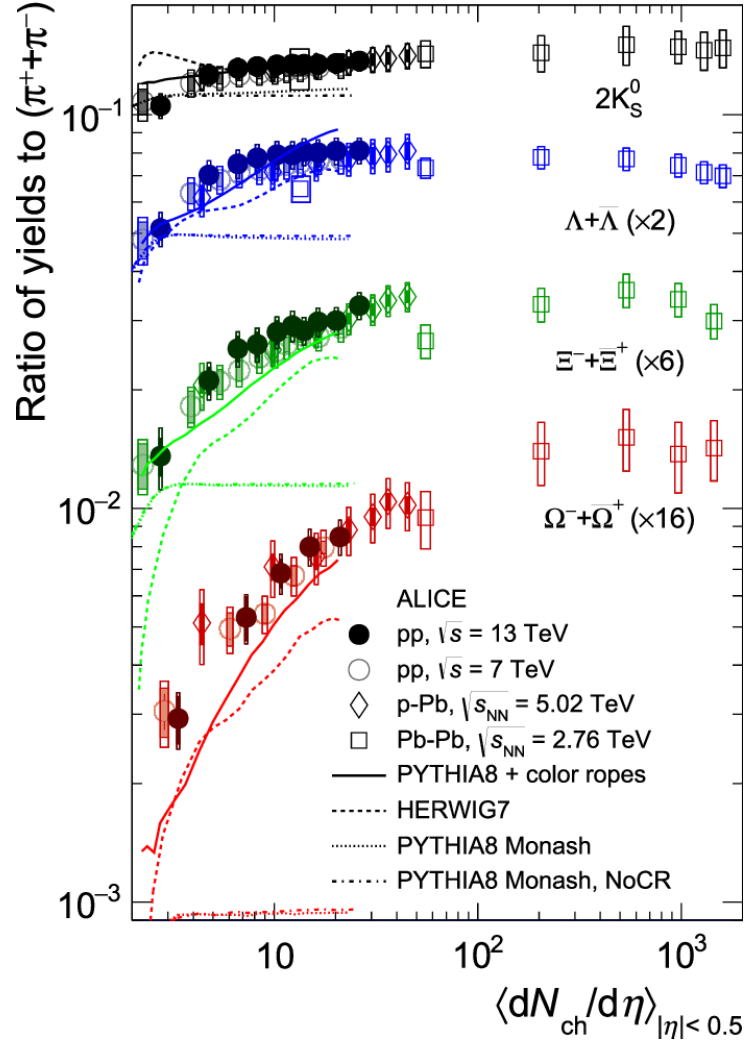 Ratio of yields to (π⁺+π⁻)
10⁻¹
2K⁰_S
Λ+Λ̅ (×2)
Ξ⁻+Ξ̅⁺ (×6)
10⁻²
Ω⁻+Ω̅⁺ (×16)
ALICE
pp, √s = 13 TeV
pp, √s = 7 TeV
p-Pb, √s_NN = 5.02 TeV
Pb-Pb, √s_NN = 2.76 TeV
PYTHIA8 + color ropes
HERWIG7
PYTHIA8 Monash
PYTHIA8 Monash, NoCR
10⁻³
10 10² 10³
⟨dN_ch/dη⟩_|η|< 0.5